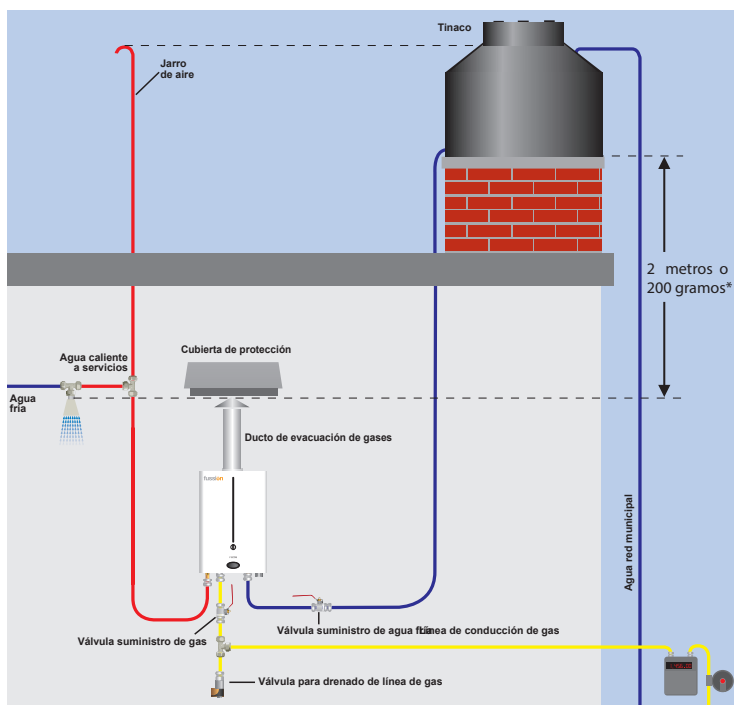 Tinaco
Jarro
de aire
2 metros o
200 gramos*
Cubierta de protección
Agua caliente
a servicios
Agua
fría
Ducto de evacuación de gases
fussion
Agua red municipal
Válvula suministro de gas
Válvula suministro de agua fría
Línea de conducción de gas
Válvula para drenado de línea de gas